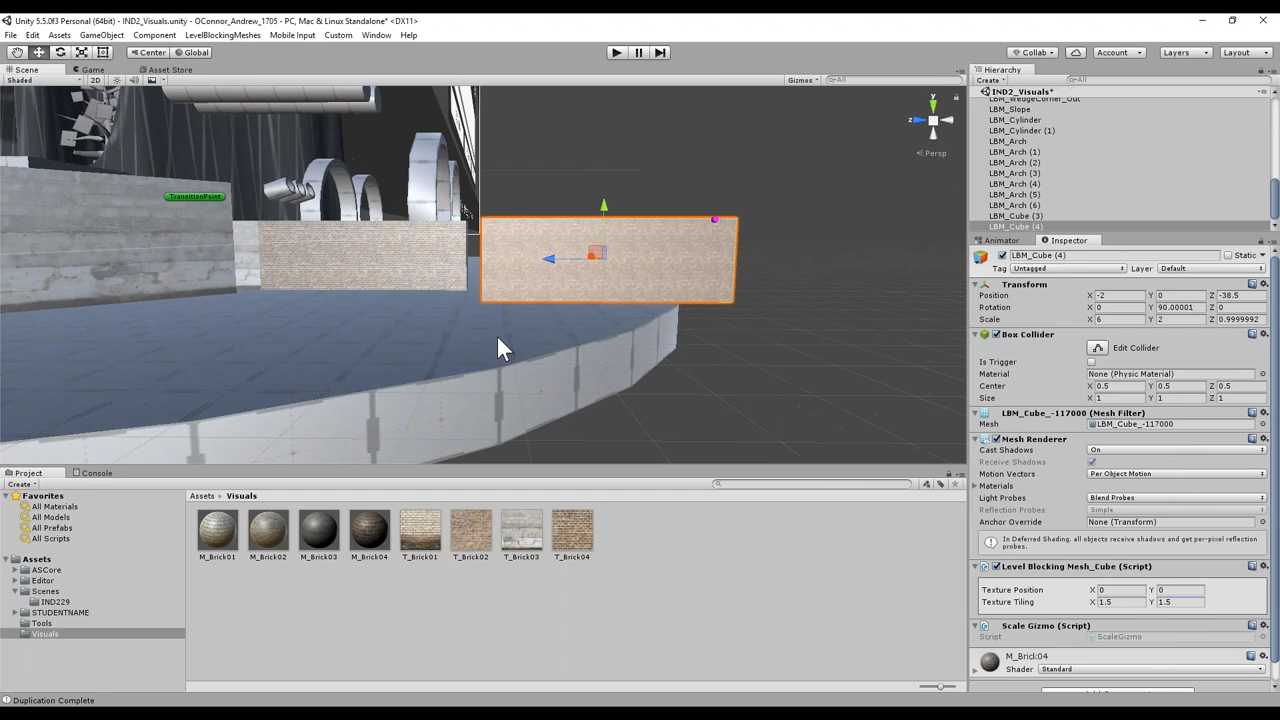 Unity 5.5.0f3 Personal (64bit) - IND2_Visuals.unity - OConnor_Andrew_1705 - PC, Mac & Linux Standalone* <DX11>
File Edit Assets GameObject Component LevelBlockingMeshes Mobile Input Custom Window Help
Center Global Collab Account Layers Layout
Scene Game Asset Store Hierarchy
Shaded 2D Gizmos All Create All
IND2_Visuals*
LBM_WedgeCorner_Out
LBM_Slope
LBM_Cylinder
LBM_Cylinder (1)
LBM_Arch
LBM_Arch (1)
LBM_Arch (2)
LBM_Arch (3)
LBM_Arch (4)
LBM_Arch (5)
LBM_Arch (6)
LBM_Cube (3)
LBM_Cube (4)
y
z
Persp
TransitionPoint
Animator Inspector
LBM_Cube (4) Static
Tag Untagged Layer Default
Transform
Position X -2 Y 0 Z -38.5
Rotation X 0 Y 90.00001 Z 0
Scale X 6 Y 2 Z 0.9999992
Box Collider
Edit Collider
Is Trigger
Material None (Physic Material)
Center X 0.5 Y 0.5 Z 0.5
Size X 1 Y 1 Z 1
LBM_Cube_-117000 (Mesh Filter)
Mesh LBM_Cube_-117000
Mesh Renderer
Cast Shadows On
Receive Shadows
Motion Vectors Per Object Motion
Materials
Light Probes Blend Probes
Reflection Probes Simple
Anchor Override None (Transform)
In Deferred Shading, all objects receive shadows and get per-pixel reflection
probes.
Level Blocking Mesh_Cube (Script)
Texture Position X 0 Y 0
Texture Tiling X 1.5 Y 1.5
Scale Gizmo (Script)
Script ScaleGizmo
M_Brick04
Shader Standard
Project Console
Create
Favorites
All Materials
All Models
All Prefabs
All Scripts
Assets
ASCore
Editor
Scenes
IND229
STUDENTNAME
Tools
Visuals
Assets Visuals
M_Brick01 M_Brick02 M_Brick03 M_Brick04 T_Brick01 T_Brick02 T_Brick03 T_Brick04
Duplication Complete